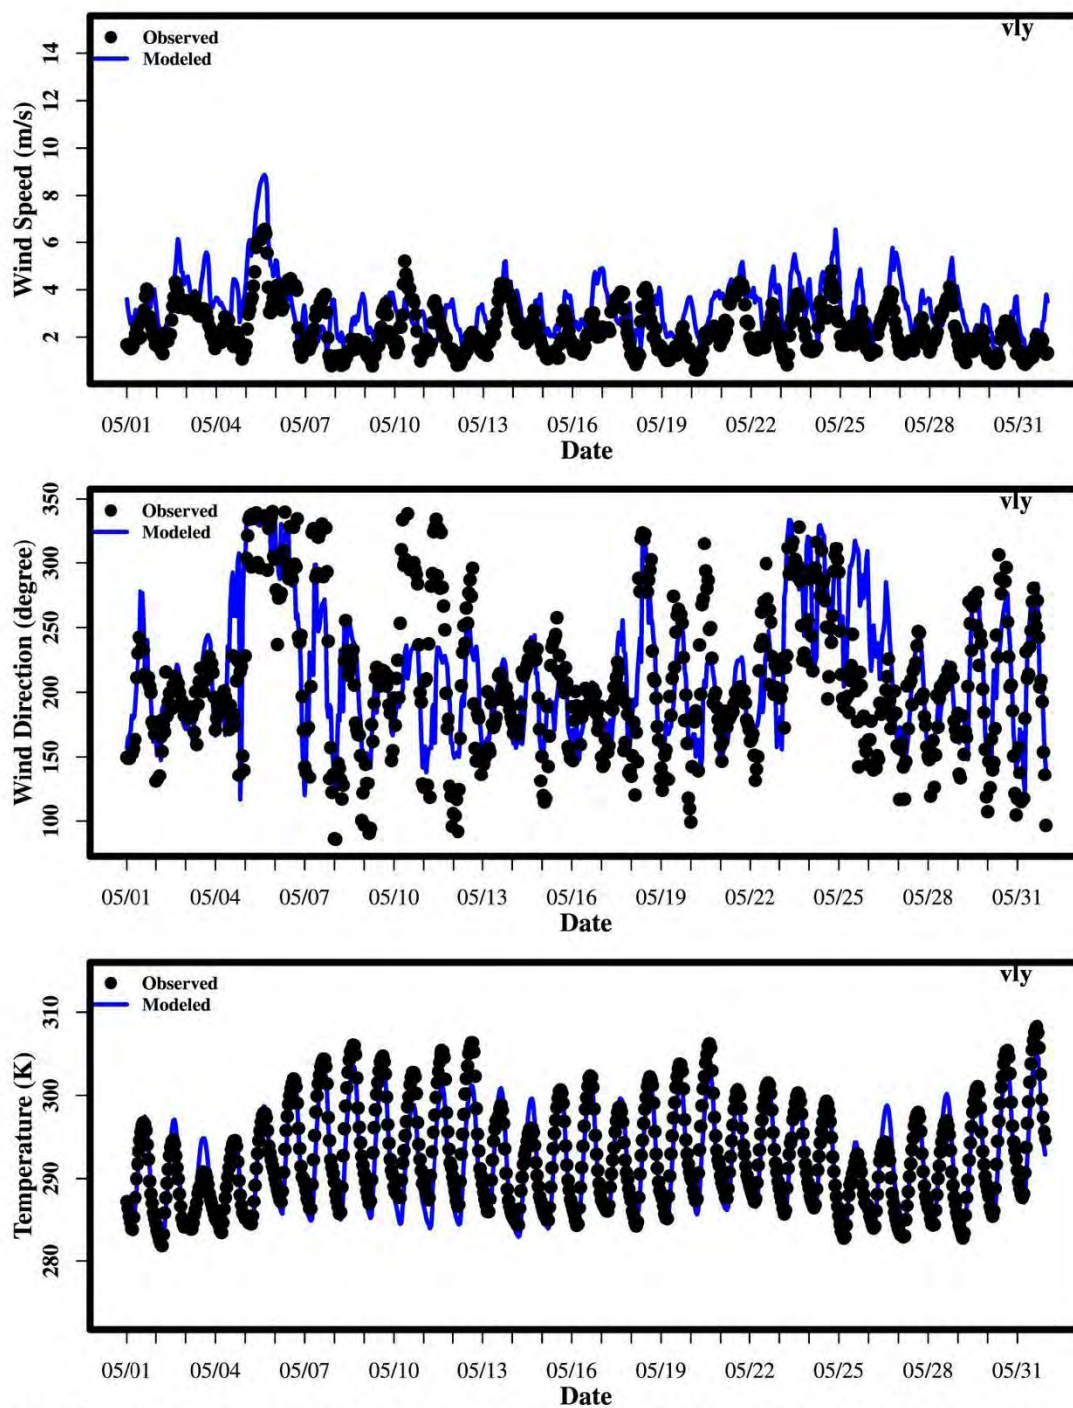 vly
Observed
Modeled
14
12
10
8
6
4
2
Wind Speed (m/s)
05/01 05/04 05/07 05/10 05/13 05/16 05/19 05/22 05/25 05/28 05/31
Date
vly
Observed
Modeled
350
300
250
200
150
100
Wind Direction (degree)
05/01 05/04 05/07 05/10 05/13 05/16 05/19 05/22 05/25 05/28 05/31
Date
vly
Observed
Modeled
310
300
290
280
Temperature (K)
05/01 05/04 05/07 05/10 05/13 05/16 05/19 05/22 05/25 05/28 05/31
Date